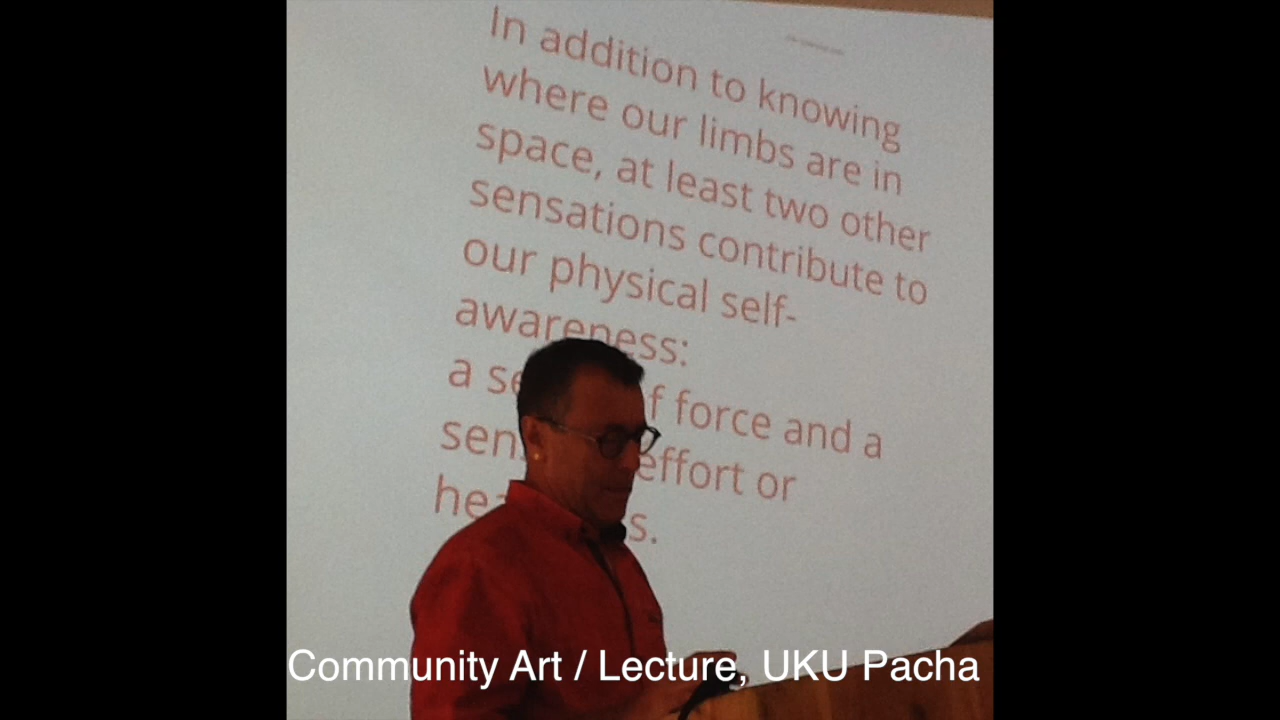 In addition to knowing
where our limbs are in
space, at least two other
sensations contribute to
our physical self-
awareness:
a f force and a
effort or
Community Art / Lecture, UKU Pacha